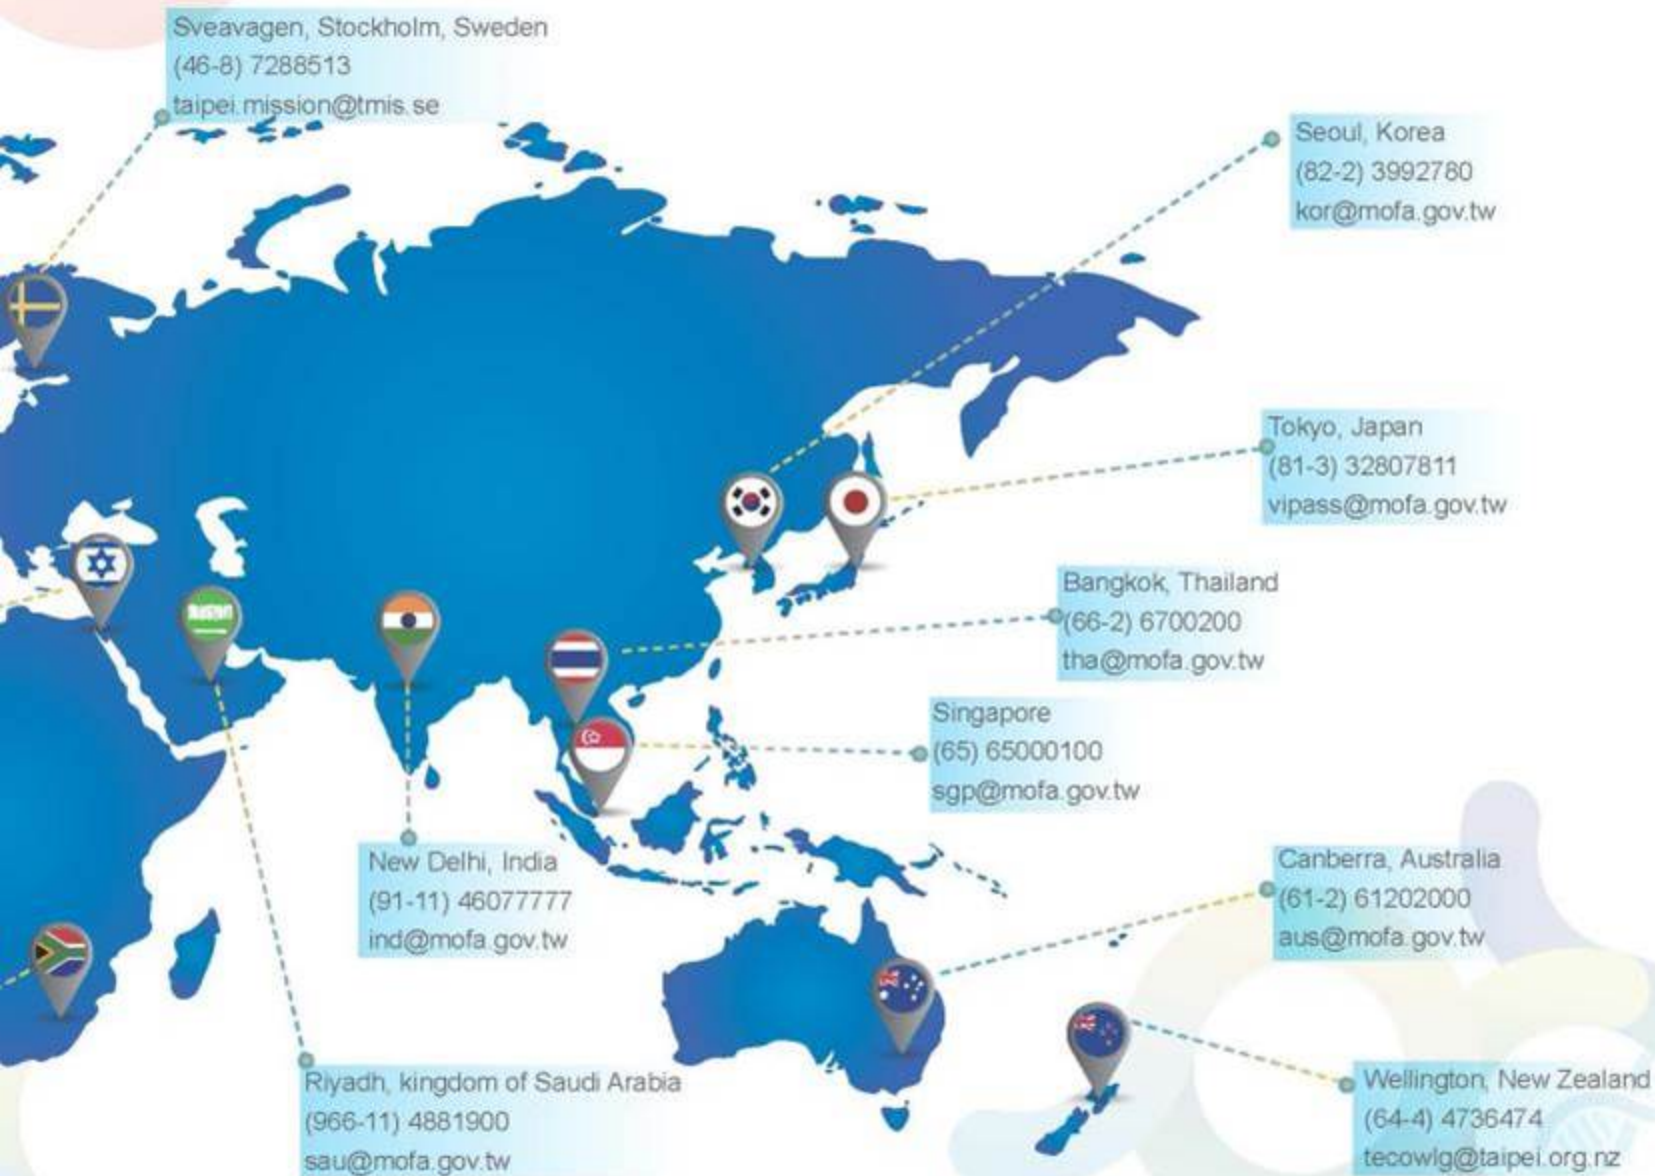 Sveavagen, Stockholm, Sweden
(46-8) 7288513
taipei.mission@tmis.se
Seoul, Korea
(82-2) 3992780
kor@mofa.gov.tw
Tokyo, Japan
(81-3) 32807811
vipass@mofa.gov.tw
Bangkok, Thailand
(66-2) 6700200
tha@mofa.gov.tw
Singapore
(65) 65000100
sgp@mofa.gov.tw
New Delhi, India
(91-11) 46077777
ind@mofa.gov.tw
Canberra, Australia
(61-2) 61202000
aus@mofa.gov.tw
Riyadh, kingdom of Saudi Arabia
(966-11) 4881900
sau@mofa.gov.tw
Wellington, New Zealand
(64-4) 4736474
tecowlg@taipei.org.nz